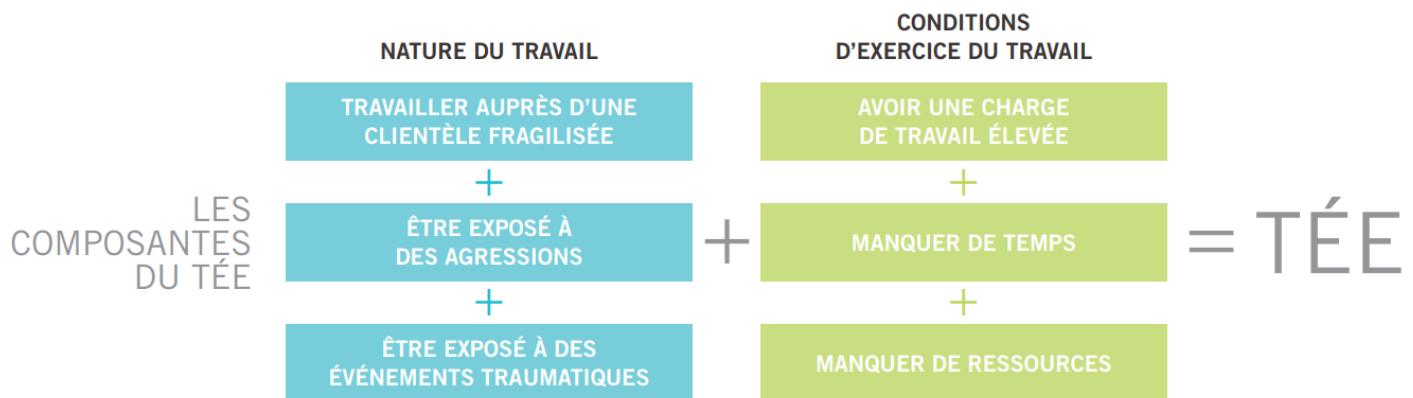 NATURE DU TRAVAIL
CONDITIONS
D'EXERCICE DU TRAVAIL
LES
COMPOSANTES
DU TÉE
TRAVAILLER AUPRÈS D'UNE
CLIENTÈLE FRAGILISÉE
+
ÊTRE EXPOSÉ À
DES AGRESSIONS
+
ÊTRE EXPOSÉ À DES
ÉVÉNEMENTS TRAUMATIQUES
+
AVOIR UNE CHARGE
DE TRAVAIL ÉLEVÉE
+
MANQUER DE TEMPS
+
MANQUER DE RESSOURCES
= TÉE